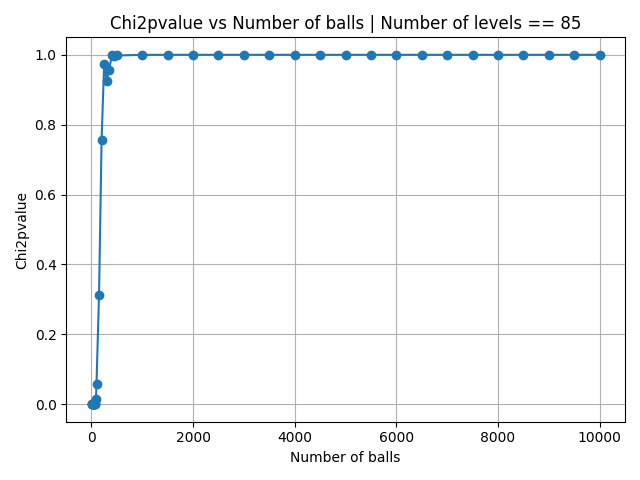 Chi2pvalue vs Number of balls | Number of levels == 85
1.0
0.8
0.6
0.4
0.2
0.0
Chi2pvalue
0 2000 4000 6000 8000 10000
Number of balls